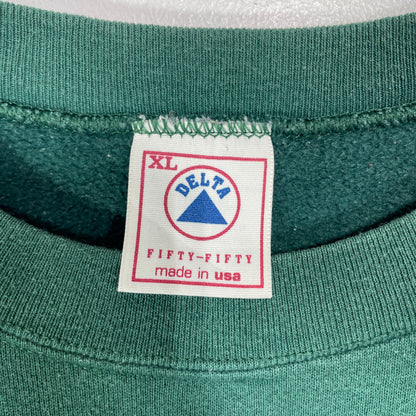 XL
DELTA
FIFTY-FIFTY
made in usa